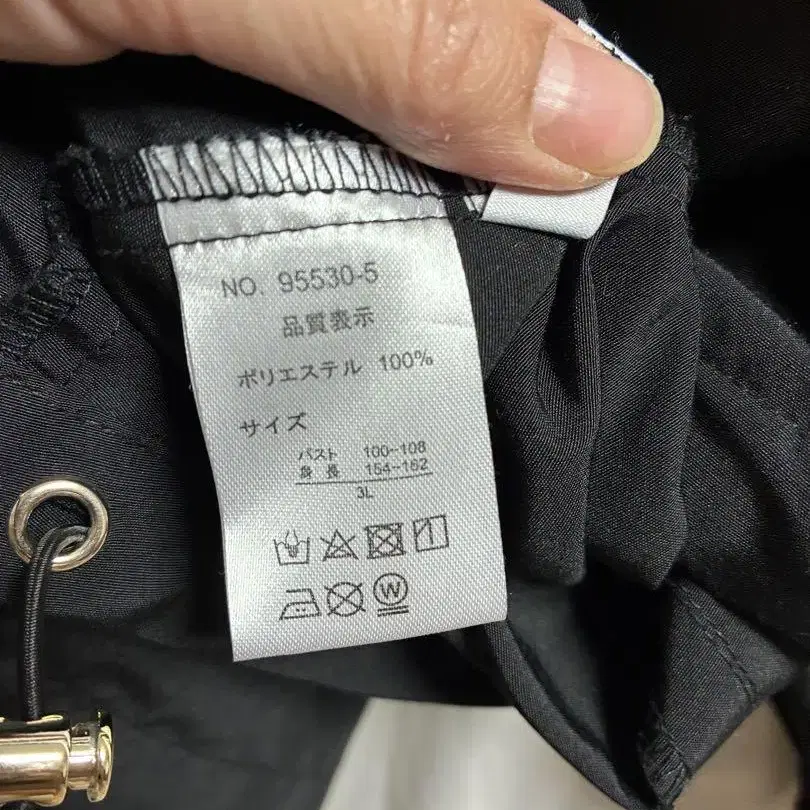 NO. 95530-5
品質表示
ポリエステル 100%
サイズ
バスト 100-108
身長 154-162
3L
W